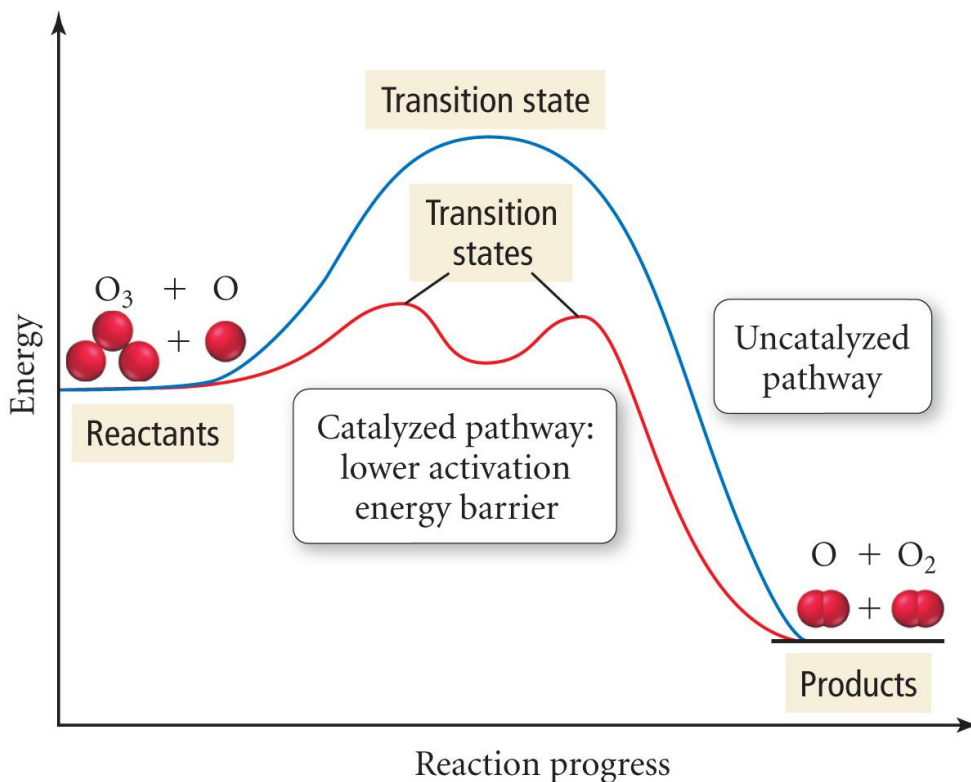 Transition state
Transition
states
O₃ + O
+
Reactants
Uncatalyzed
pathway
Catalyzed pathway:
lower activation
energy barrier
O + O₂
+
Products
Energy
Reaction progress